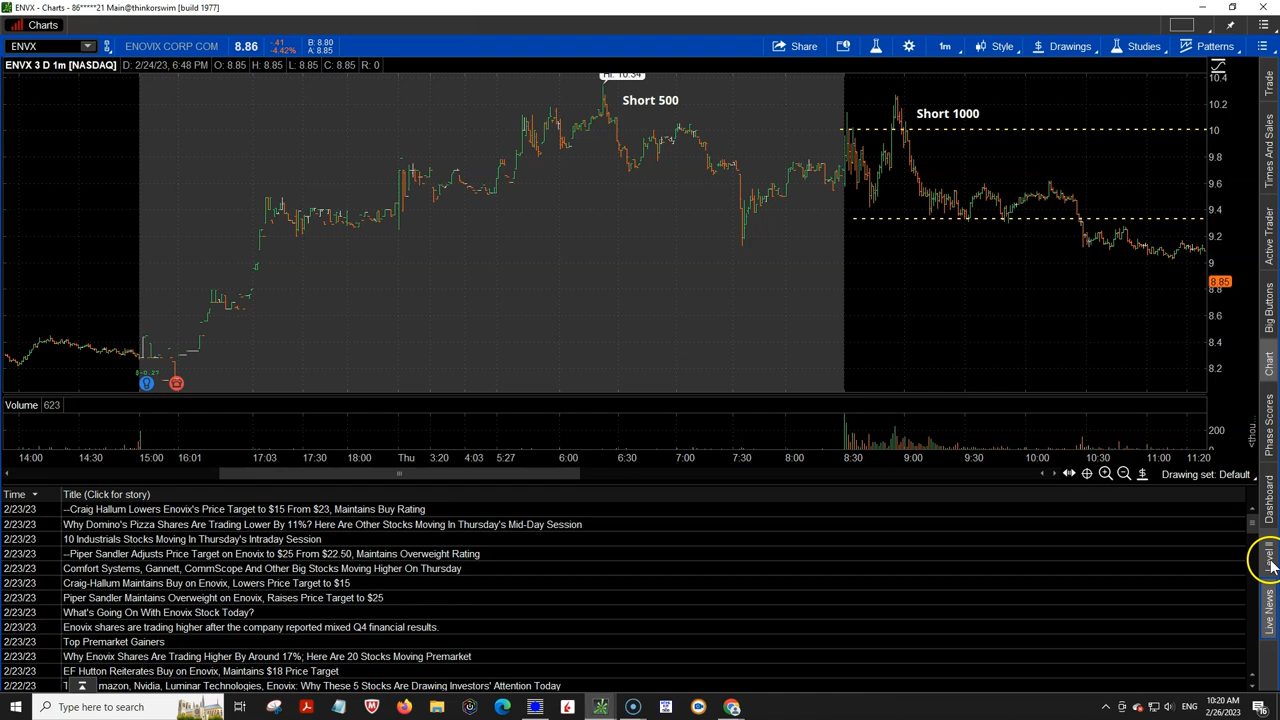 ENVX - Charts - 86*****21 Main@thinkorswim [build 1977]
Charts
ENVX ENOVIX CORP COM 8.86 -.41 -4.42% B: 8.80 A: 8.85 Share 1m Style Drawings Studies Patterns
ENVX 3 D 1m [NASDAQ] D: 2/24/23, 6:48 PM O: 8.85 H: 8.85 L: 8.85 C: 8.85 R: 0
Hi: 10.34
Short 500
Short 1000
10.4
10.2
10
9.8
9.6
9.4
9.2
9
8.85
8.8
8.6
8.4
8.2
$-0.27
Volume 623
200
<thou...
14:00 14:30 15:00 16:01 17:03 17:30 18:00 Thu 3:20 4:03 5:27 6:00 6:30 7:00 7:30 8:00 8:30 9:00 9:30 10:00 10:30 11:00 11:20
Drawing set: Default
Time Title (Click for story)
2/23/23 --Craig Hallum Lowers Enovix's Price Target to $15 From $23, Maintains Buy Rating
2/23/23 Why Domino's Pizza Shares Are Trading Lower By 11%? Here Are Other Stocks Moving In Thursday's Mid-Day Session
2/23/23 10 Industrials Stocks Moving In Thursday's Intraday Session
2/23/23 --Piper Sandler Adjusts Price Target on Enovix to $25 From $22.50, Maintains Overweight Rating
2/23/23 Comfort Systems, Gannett, CommScope And Other Big Stocks Moving Higher On Thursday
2/23/23 Craig-Hallum Maintains Buy on Enovix, Lowers Price Target to $15
2/23/23 Piper Sandler Maintains Overweight on Enovix, Raises Price Target to $25
2/23/23 What's Going On With Enovix Stock Today?
2/23/23 Enovix shares are trading higher after the company reported mixed Q4 financial results.
2/23/23 Top Premarket Gainers
2/23/23 Why Enovix Shares Are Trading Higher By Around 17%; Here Are 20 Stocks Moving Premarket
2/23/23 EF Hutton Reiterates Buy on Enovix, Maintains $18 Price Target
2/22/23 T mazon, Nvidia, Luminar Technologies, Enovix: Why These 5 Stocks Are Drawing Investors' Attention Today
Trade
Times And Sales
Active Trader
Big Buttons
Chart
Phase Scores
Dashboard
Level II
Live News
Type here to search
ENG
10:20 AM
2/26/2023
16